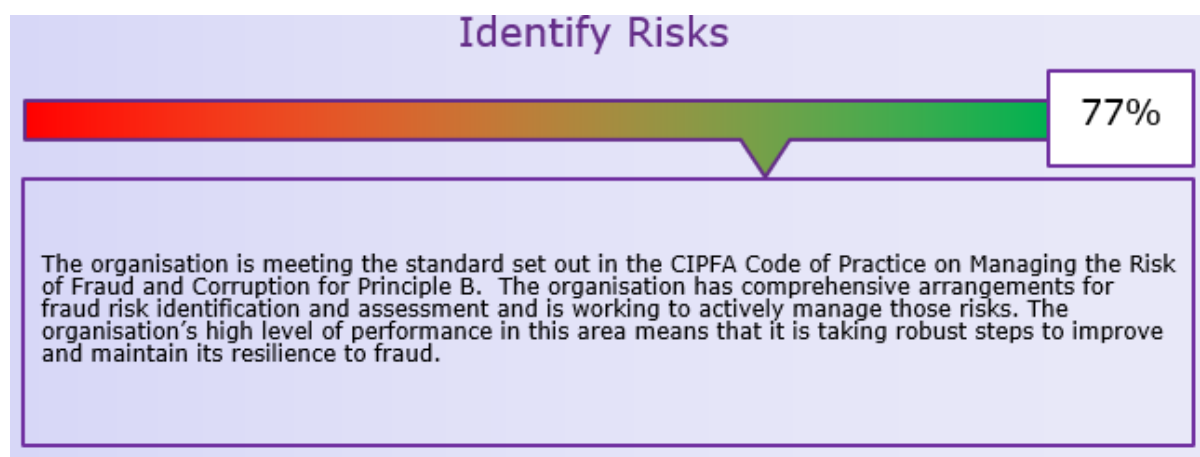 Identify Risks
77%
The organisation is meeting the standard set out in the CIPFA Code of Practice on Managing the Risk
of Fraud and Corruption for Principle B.  The organisation has comprehensive arrangements for
fraud risk identification and assessment and is working to actively manage those risks. The
organisation´s high level of performance in this area means that it is taking robust steps to improve
and maintain its resilience to fraud.